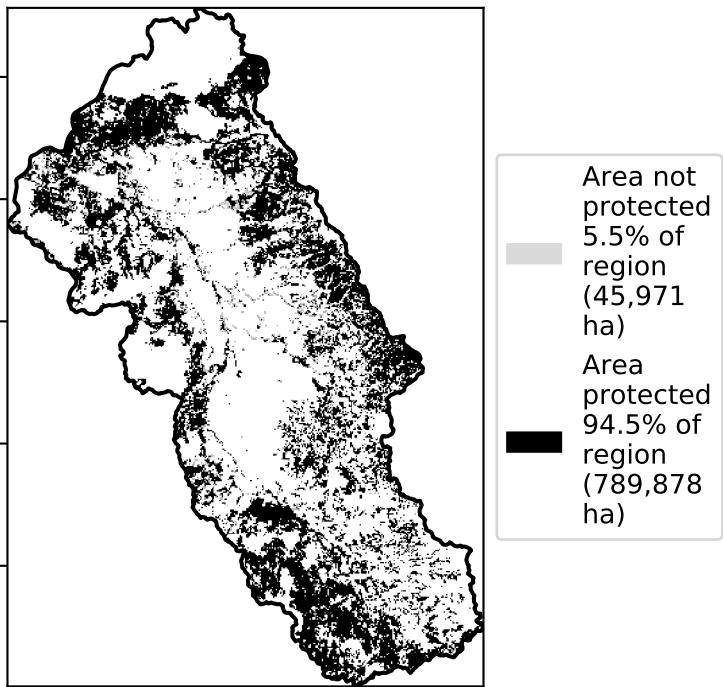 Area not
protected
5.5% of
region
(45,971
ha)
Area
protected
94.5% of
region
(789,878
ha)